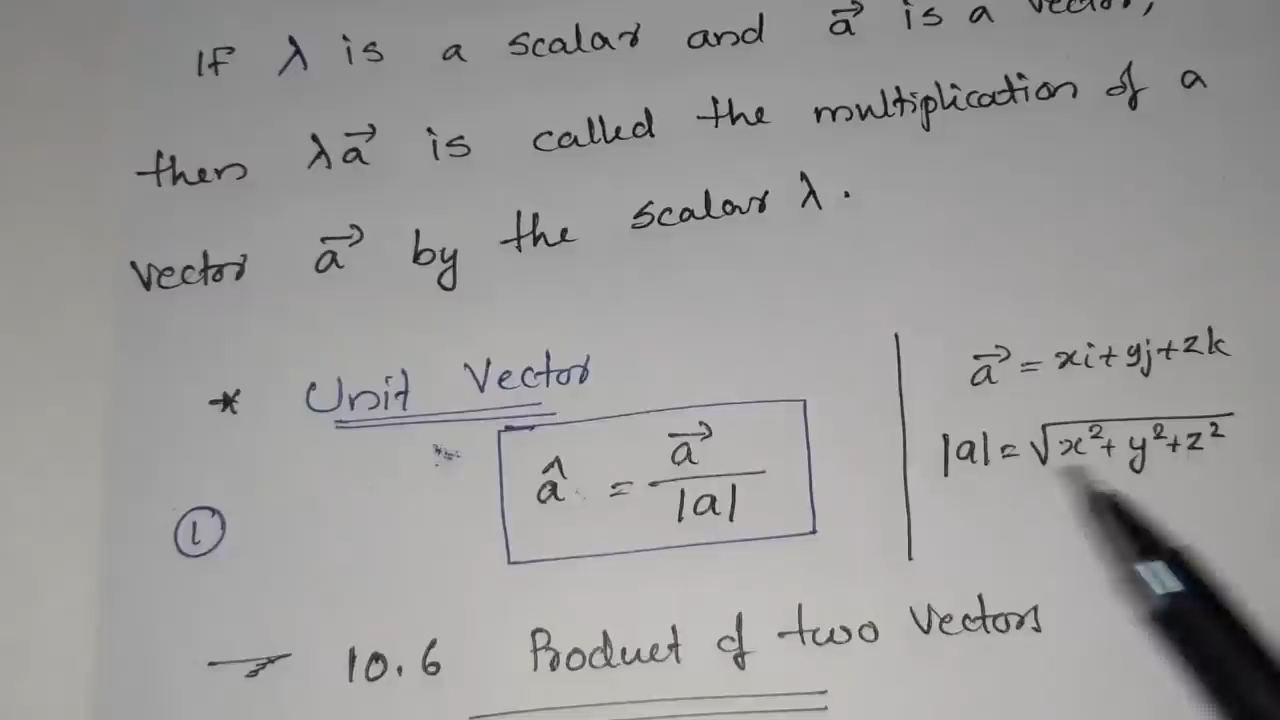 If λ is a scalar and a⃗ is a vector,
then λa⃗ is called the multiplication of a
vector a⃗ by the scalar λ.
* Unit Vector
â = a⃗ / |a|
a⃗ = xi + yj + zk
|a| = √x² + y² + z²
①
→ 10.6 Product of two vectors